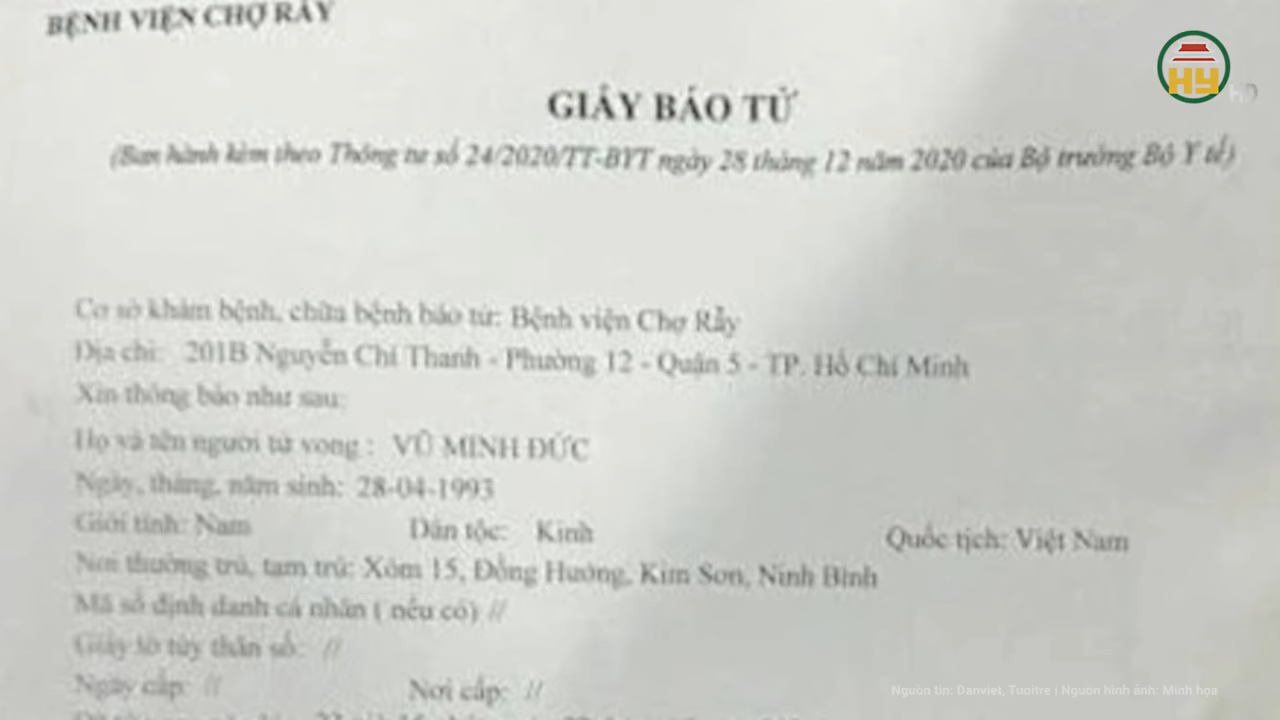 BỆNH VIỆN CHỢ RẪY
HY
HD
GIẤY BÁO TỬ
(Ban hành kèm theo Thông tư số 24/2020/TT-BYT ngày 28 tháng 12 năm 2020 của Bộ trưởng Bộ Y tế)
Cơ sở khám bệnh, chữa bệnh báo tử: Bệnh viện Chợ Rẫy
Địa chỉ: 201B Nguyễn Chí Thanh - Phường 12 - Quận 5 - TP. Hồ Chí Minh
Xin thông báo như sau:
Họ và tên người tử vong : VŨ MINH ĐỨC
Ngày, tháng, năm sinh: 28-04-1993
Giới tính: Nam Dân tộc: Kinh Quốc tịch: Việt Nam
Nơi thường trú, tạm trú: Xóm 15, Đồng Hướng, Kim Sơn, Ninh Bình
Mã số định danh cá nhân ( nếu có) //
Giấy tờ tùy thân số: //
Ngày cấp: // Nơi cấp: //
Nguồn tin: Danviet, Tuoitre | Nguồn hình ảnh: Minh họa